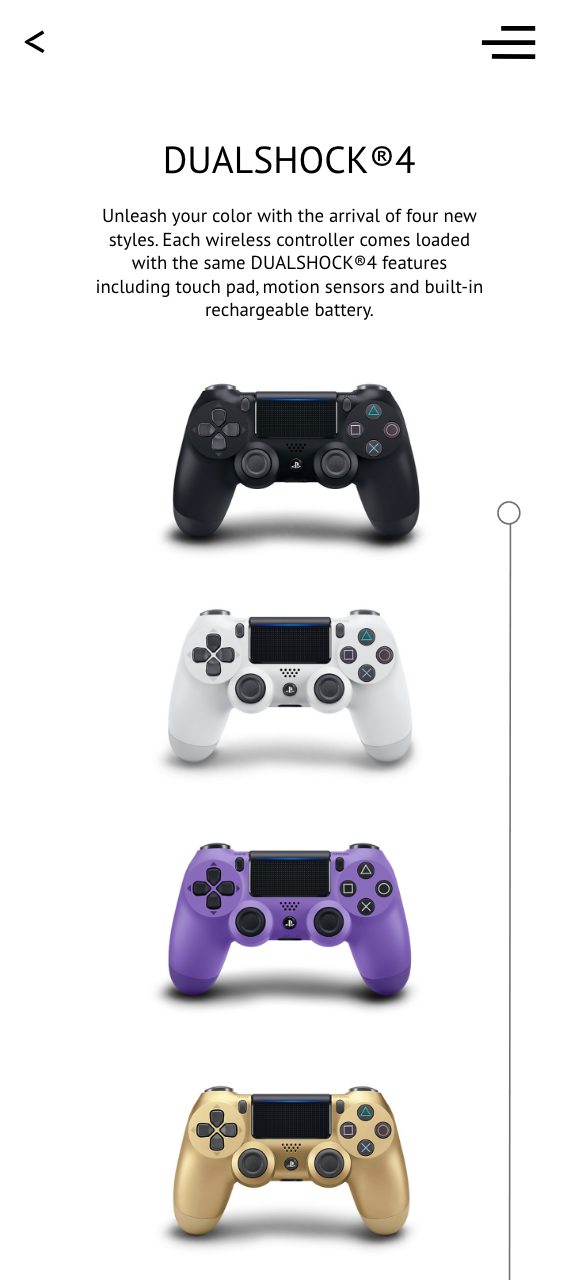 DUALSHOCK®4
Unleash your color with the arrival of four new
styles. Each wireless controller comes loaded
with the same DUALSHOCK®4 features
including touch pad, motion sensors and built-in
rechargeable battery.